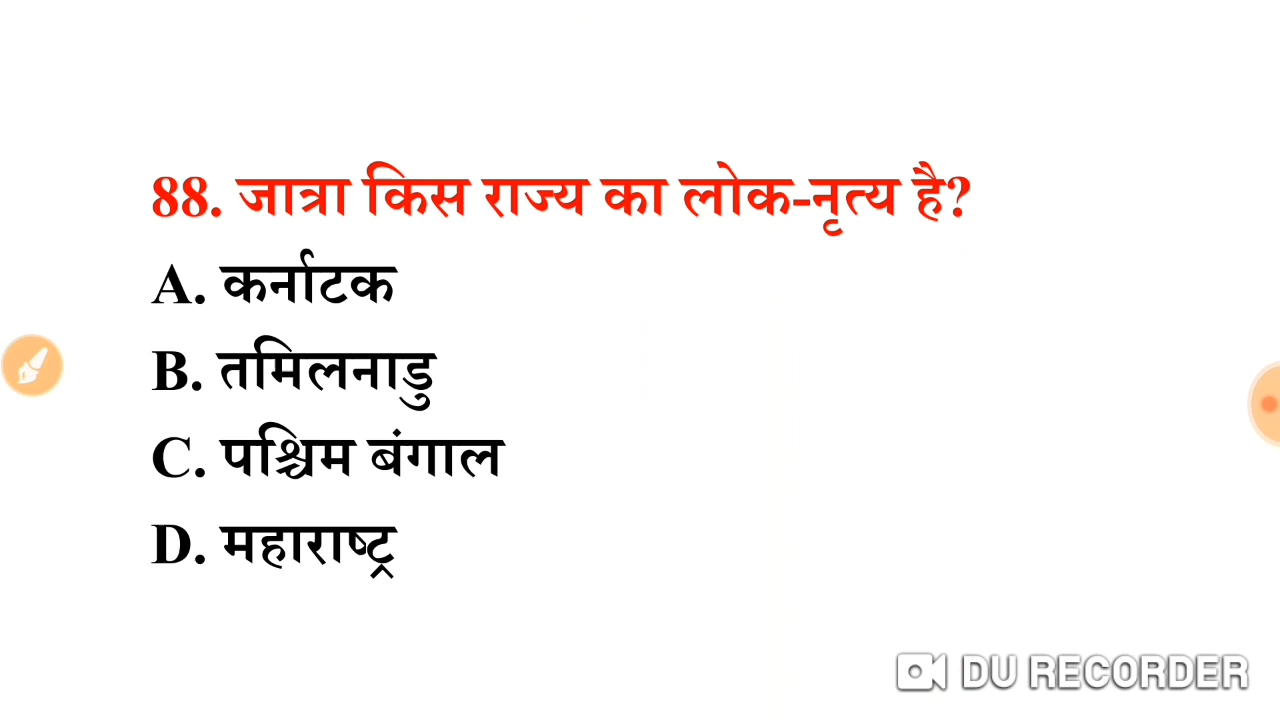 88. जात्रा किस राज्य का लोक-नृत्य है?
A. कर्नाटक
B. तमिलनाडु
C. पश्चिम बंगाल
D. महाराष्ट्र
DU RECORDER